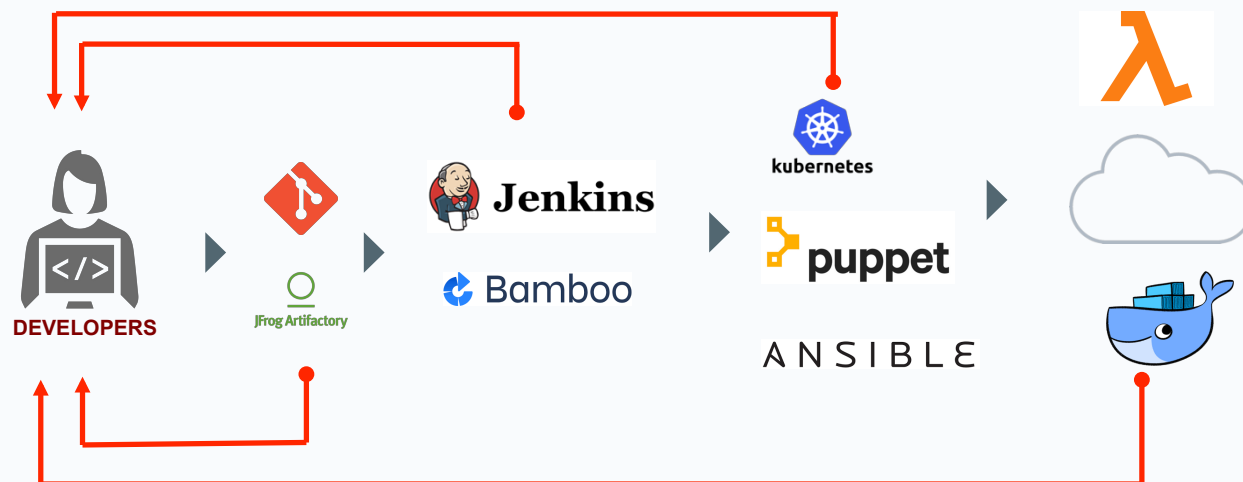 </>
DEVELOPERS
JFrog Artifactory
Jenkins
Bamboo
kubernetes
puppet
ANSIBLE